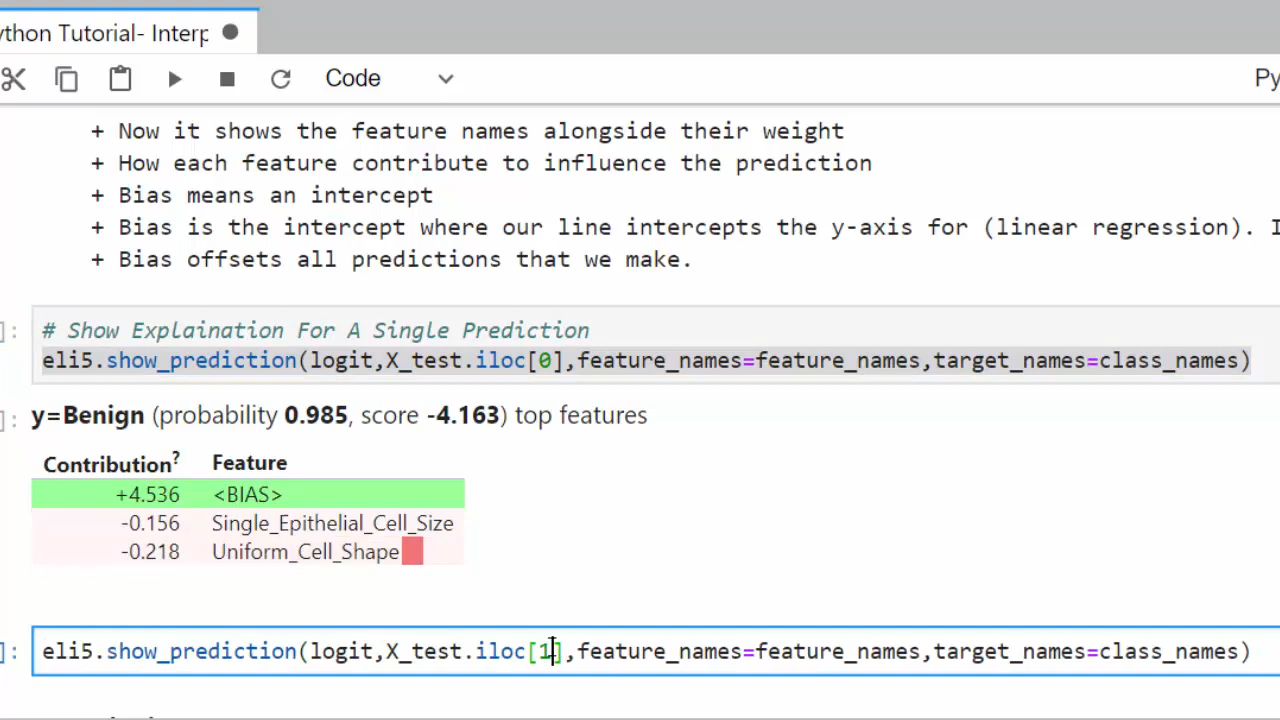 ython Tutorial- Interp
Code
Py
+ Now it shows the feature names alongside their weight
+ How each feature contribute to influence the prediction
+ Bias means an intercept
+ Bias is the intercept where our line intercepts the y-axis for (linear regression). I
+ Bias offsets all predictions that we make.
]:
# Show Explaination For A Single Prediction
eli5.show_prediction(logit,X_test.iloc[0],feature_names=feature_names,target_names=class_names)
]:
y=Benign (probability 0.985, score -4.163) top features
Contribution? Feature
+4.536 <BIAS>
-0.156 Single_Epithelial_Cell_Size
-0.218 Uniform_Cell_Shape
]:
eli5.show_prediction(logit,X_test.iloc[1],feature_names=feature_names,target_names=class_names)